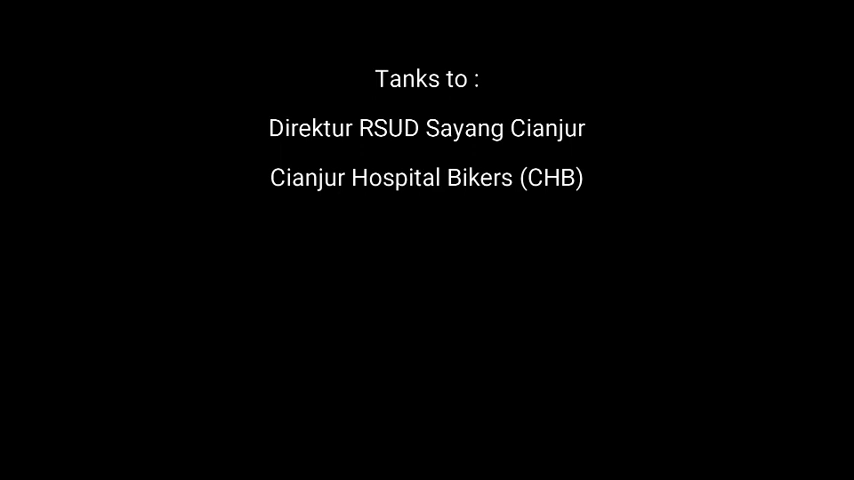 Tanks to :
Direktur RSUD Sayang Cianjur
Cianjur Hospital Bikers (CHB)